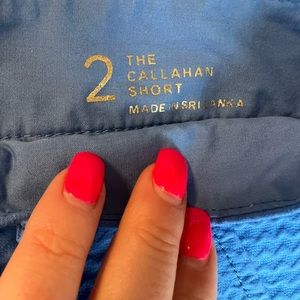 2 THE
CALLAHAN
SHORT
MADE IN SRI LANKA